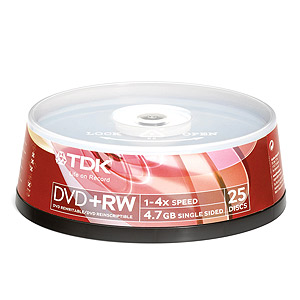 LOCK OPEN
TDK
Life on Record
DVD+RW
DVD REWRITABLE/DVD REINSCRIPTIBLE
1-4x SPEED
4.7GB SINGLE SIDED
25
DISCS